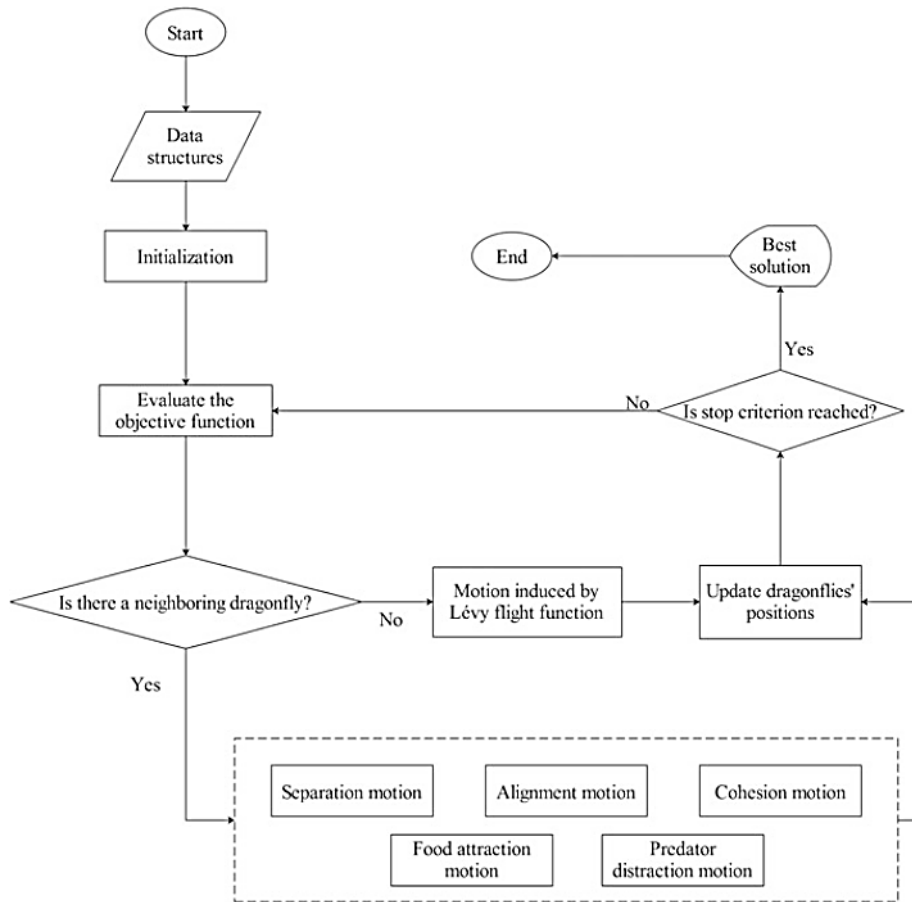 Start
Data
structures
Initialization
End
Best
solution
Yes
Evaluate the
objective function
No
Is stop criterion reached?
Is there a neighboring dragonfly?
No
Motion induced by
Lévy flight function
Update dragonflies'
positions
Yes
Separation motion
Alignment motion
Cohesion motion
Food attraction
motion
Predator
distraction motion